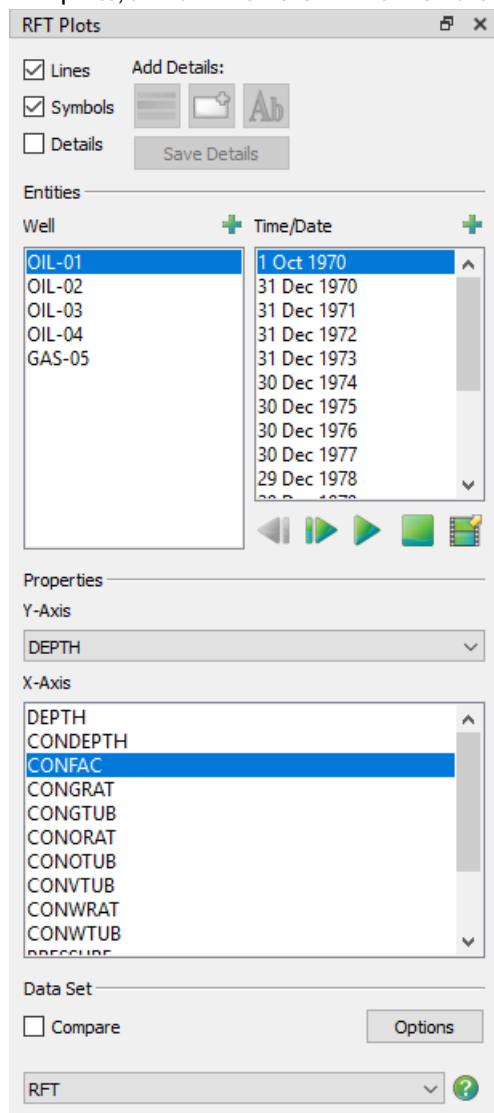 RFT Plots
Lines
Add Details:
Symbols
Ab
Details
Save Details
Entities
Well
Time/Date
OIL-01
OIL-02
OIL-03
OIL-04
GAS-05
1 Oct 1970
31 Dec 1970
31 Dec 1971
31 Dec 1972
31 Dec 1973
30 Dec 1974
30 Dec 1975
30 Dec 1976
30 Dec 1977
29 Dec 1978
Properties
Y-Axis
DEPTH
X-Axis
DEPTH
CONDEPTH
CONFAC
CONGRAT
CONGTUB
CONORAT
CONOTUB
CONVTUB
CONWRAT
CONWTUB
PRESSURE
Data Set
Compare
Options
RFT
?